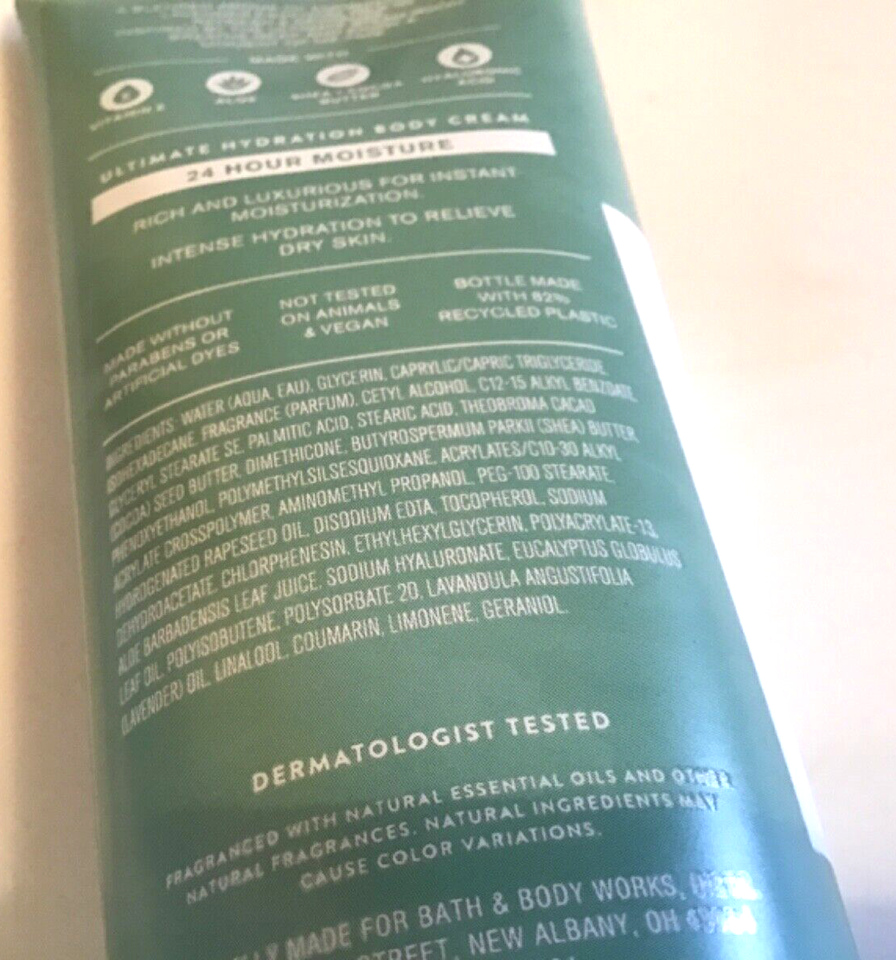 MADE WITH
VITAMIN E
ALOE
SHEA & COCOA
BUTTER
HYALURONIC
ACID
ULTIMATE HYDRATION BODY CREAM
24 HOUR MOISTURE
RICH AND LUXURIOUS FOR INSTANT
MOISTURIZATION.
INTENSE HYDRATION TO RELIEVE
DRY SKIN.
MADE WITHOUT
PARABENS OR
ARTIFICIAL DYES
NOT TESTED
ON ANIMALS
& VEGAN
BOTTLE MADE
WITH 82%
RECYCLED PLASTIC
INGREDIENTS: WATER (AQUA, EAU), GLYCERIN, CAPRYLIC/CAPRIC TRIGLYCERIDE,
ISOHEXADECANE, FRAGRANCE (PARFUM), CETYL ALCOHOL, C12-15 ALKYL BENZOATE,
GLYCERYL STEARATE SE, PALMITIC ACID, STEARIC ACID, THEOBROMA CACAO
(COCOA) SEED BUTTER, DIMETHICONE, BUTYROSPERMUM PARKII (SHEA) BUTTER,
PHENOXYETHANOL, POLYMETHYLSILSESQUIOXANE, ACRYLATES/C10-30 ALKYL
ACRYLATE CROSSPOLYMER, AMINOMETHYL PROPANOL, PEG-100 STEARATE,
HYDROGENATED RAPESEED OIL, DISODIUM EDTA, TOCOPHEROL, SODIUM
DEHYDROACETATE, CHLORPHENESIN, ETHYLHEXYLGLYCERIN, POLYACRYLATE-13,
ALOE BARBADENSIS LEAF JUICE, SODIUM HYALURONATE, EUCALYPTUS GLOBULUS
LEAF OIL, POLYISOBUTENE, POLYSORBATE 20, LAVANDULA ANGUSTIFOLIA
(LAVENDER) OIL, LINALOOL, COUMARIN, LIMONENE, GERANIOL.
DERMATOLOGIST TESTED
FRAGRANCED WITH NATURAL ESSENTIAL OILS AND OTHER
NATURAL FRAGRANCES. NATURAL INGREDIENTS MAY
CAUSE COLOR VARIATIONS.
MADE FOR BATH & BODY WORKS,
STREET, NEW ALBANY, OH